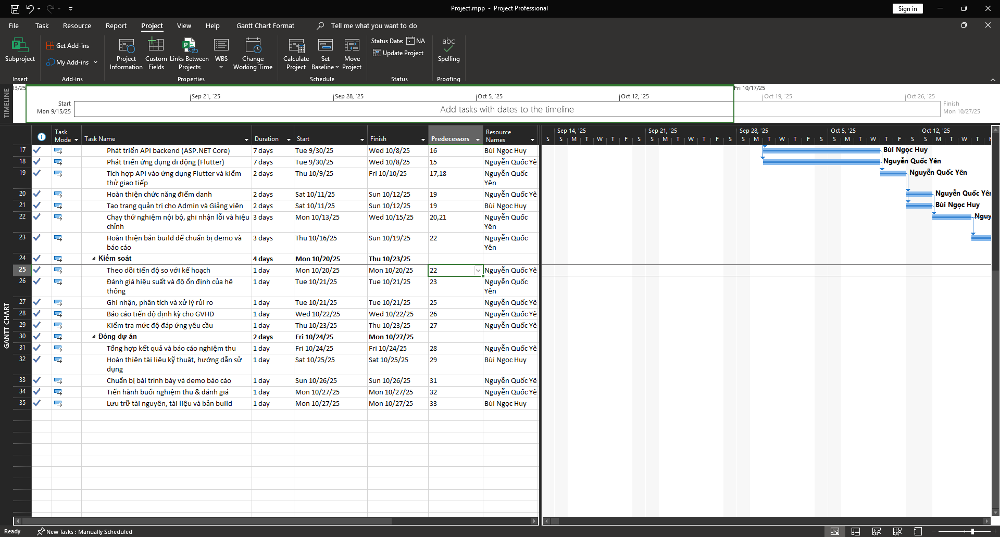 Project.mpp - Project Professional
Sign in
File Task Resource Report Project View Help Gantt Chart Format Tell me what you want to do
Subproject
Get Add-ins
My Add-ins
Project Information
Custom Fields
Links Between Projects
WBS
Change Working Time
Calculate Project
Set Baseline
Move Project
Status Date: NA
Update Project
abc
Spelling
Insert Add-ins Properties Schedule Status Proofing
TIMELINE
13/25
Fri 10/17/25
Sep 21, '25 Sep 28, '25 Oct 5, '25 Oct 12, '25 Oct 19, '25 Oct 26, '25
Start
Mon 9/15/25
Add tasks with dates to the timeline
Finish
Mon 10/27/25
GANTT CHART
Task Mode Task Name Duration Start Finish Predecessors Resource Names
Sep 14, '25 Sep 21, '25 Sep 28, '25 Oct 5, '25 Oct 12, '25
S S M T W T F S S M T W T F S S M T W T F S S M T W T F S S M T W T F
17 Phát triển API backend (ASP.NET Core) 7 days Tue 9/30/25 Wed 10/8/25 16 Bùi Ngọc Huy
Bùi Ngọc Huy
18 Phát triển ứng dụng di động (Flutter) 7 days Tue 9/30/25 Wed 10/8/25 15 Nguyễn Quốc Yê
Nguyễn Quốc Yên
19 Tích hợp API vào ứng dụng Flutter và kiểm 2 days Thu 10/9/25 Fri 10/10/25 17,18 Nguyễn Quốc
thử giao tiếp Yên
Nguyễn Quốc Yên
20 Hoàn thiện chức năng điểm danh 2 days Sat 10/11/25 Sun 10/12/25 19 Nguyễn Quốc Yê
Nguyễn Quốc Yên
21 Tạo trang quản trị cho Admin và Giảng viên 2 days Sat 10/11/25 Sun 10/12/25 19 Bùi Ngọc Huy
Bùi Ngọc Huy
22 Chạy thử nghiệm nội bộ, ghi nhận lỗi và hiệu 3 days Mon 10/13/25 Wed 10/15/25 20,21 Nguyễn Quốc
chỉnh Yên
Nguy
23 Hoàn thiện bản build để chuẩn bị demo và 3 days Thu 10/16/25 Sun 10/19/25 22 Nguyễn Quốc
báo cáo Yên
24 Kiểm soát 4 days Mon 10/20/25 Thu 10/23/25
25 Theo dõi tiến độ so với kế hoạch 1 day Mon 10/20/25 Mon 10/20/25 22 Nguyễn Quốc Yê
26 Đánh giá hiệu suất và độ ổn định của hệ 1 day Tue 10/21/25 Tue 10/21/25 23 Nguyễn Quốc
thống Yên
27 Ghi nhận, phân tích và xử lý rủi ro 1 day Tue 10/21/25 Tue 10/21/25 25 Nguyễn Quốc Yê
28 Báo cáo tiến độ định kỳ cho GVHD 1 day Wed 10/22/25 Wed 10/22/25 26 Nguyễn Quốc Yê
29 Kiểm tra mức độ đáp ứng yêu cầu 1 day Thu 10/23/25 Thu 10/23/25 27 Nguyễn Quốc Yê
30 Đóng dự án 2 days Fri 10/24/25 Mon 10/27/25
31 Tổng hợp kết quả và báo cáo nghiệm thu 1 day Fri 10/24/25 Fri 10/24/25 28 Nguyễn Quốc Yê
32 Hoàn thiện tài liệu kỹ thuật, hướng dẫn sử 1 day Sat 10/25/25 Sat 10/25/25 29 Bùi Ngọc Huy
dụng
33 Chuẩn bị bài trình bày và demo báo cáo 1 day Sun 10/26/25 Sun 10/26/25 31 Nguyễn Quốc Yê
34 Tiến hành buổi nghiệm thu & đánh giá 1 day Mon 10/27/25 Mon 10/27/25 32 Nguyễn Quốc Yê
35 Lưu trữ tài nguyên, tài liệu và bản build 1 day Mon 10/27/25 Mon 10/27/25 33 Bùi Ngọc Huy
Ready New Tasks : Manually Scheduled